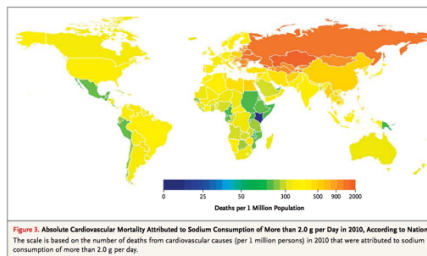 0 25 50 100 300 500 900 2000
Deaths per 1 Million Population
Figure 3. Absolute Cardiovascular Mortality Attributed to Sodium Consumption of More than 2.0 g per Day in 2010, According to Nation
The scale is based on the number of deaths from cardiovascular causes (per 1 million persons) in 2010 that were attributed to sodium
consumption of more than 2.0 g per day.